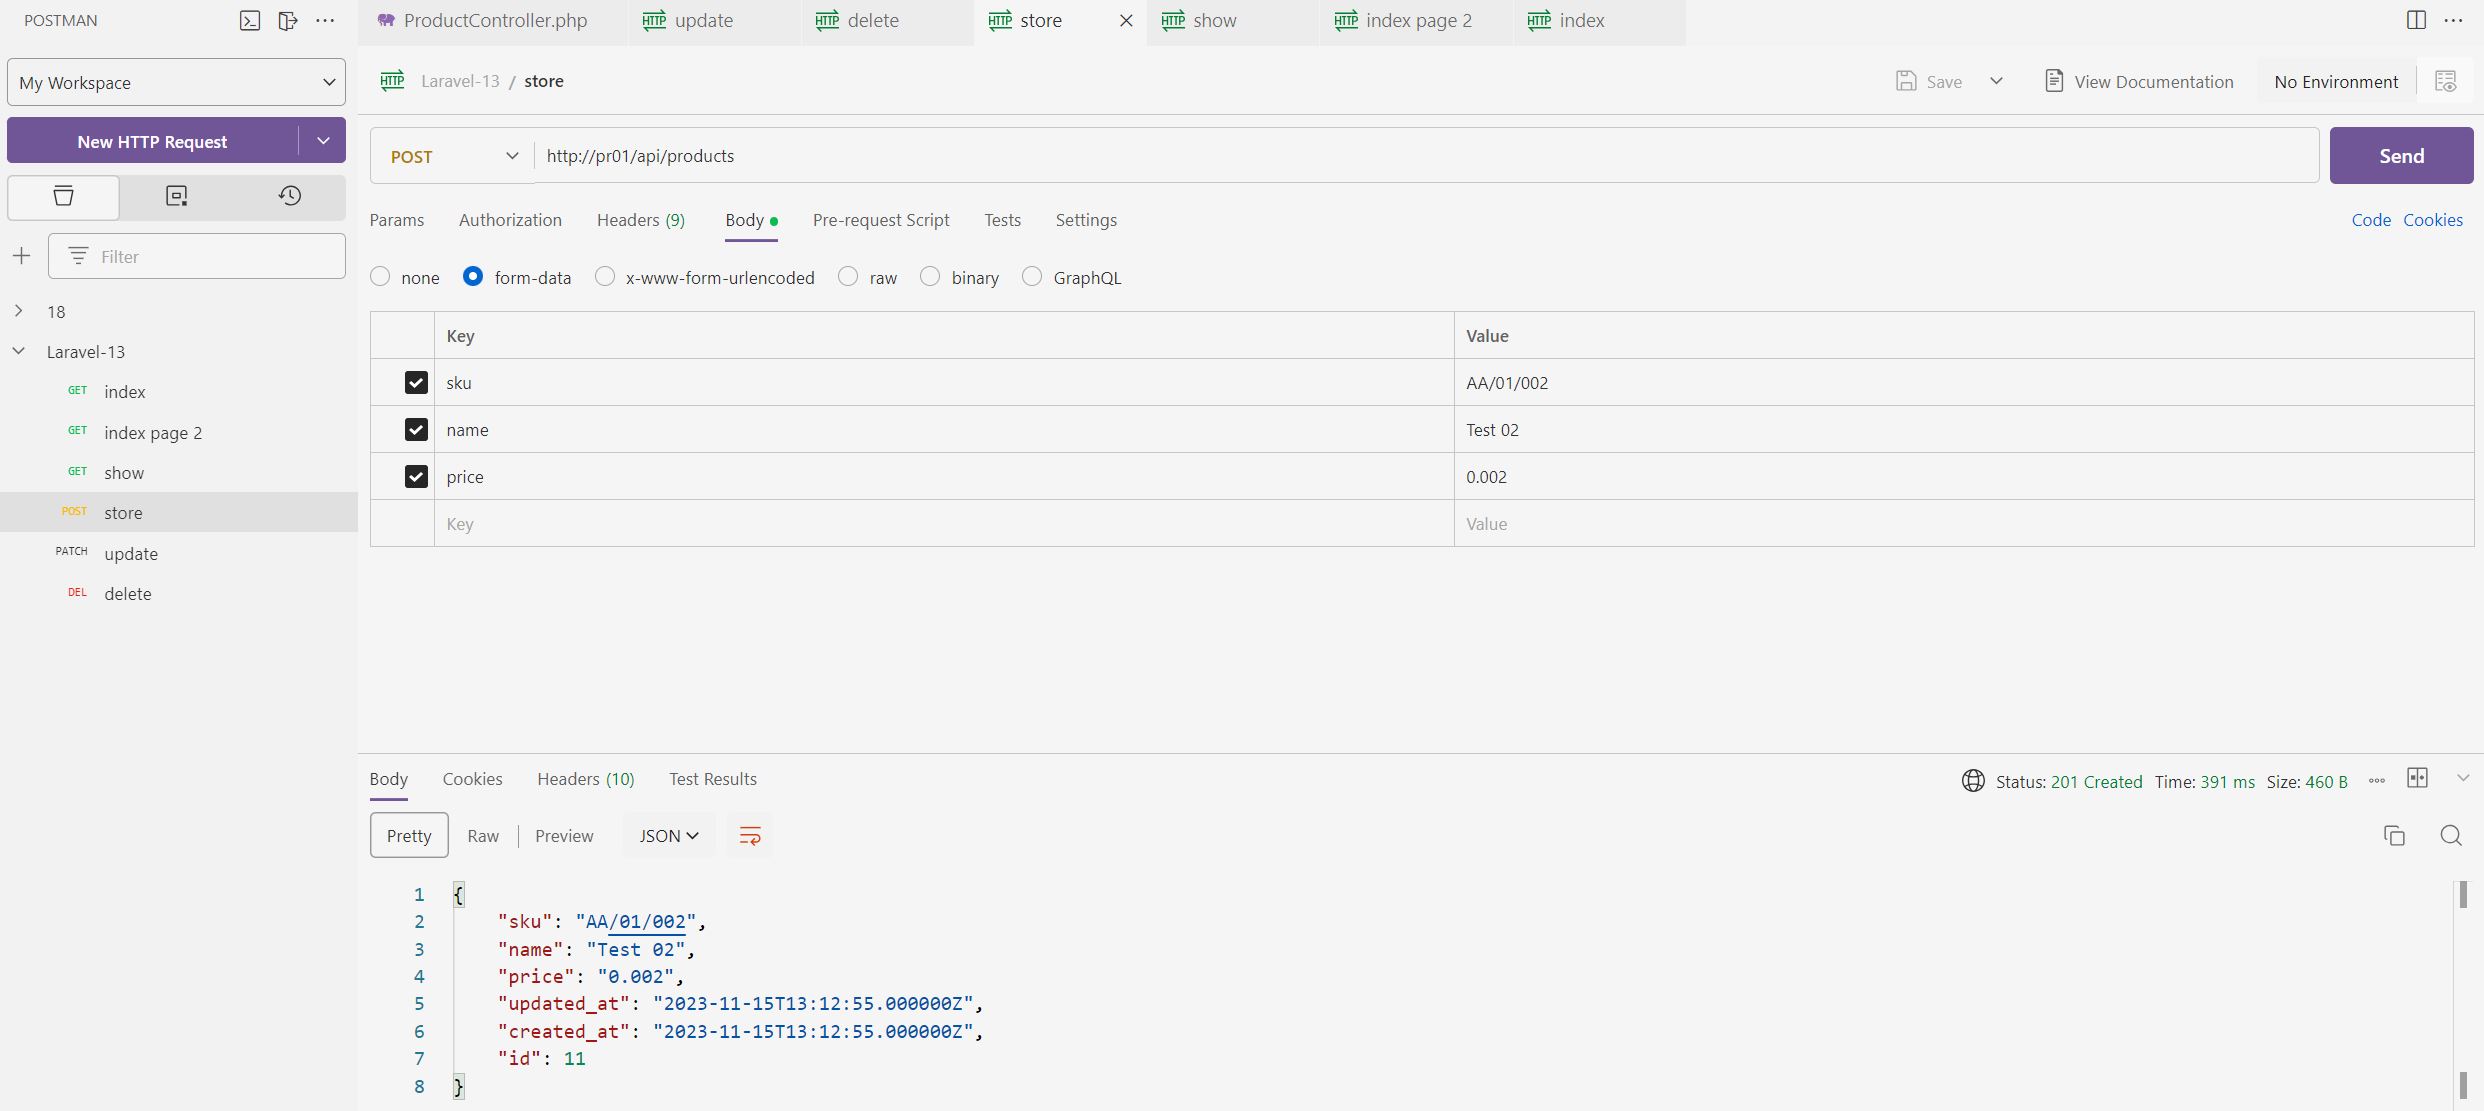 POSTMAN
ProductController.php
update
delete
store
show
index page 2
index
My Workspace
Laravel-13 / store
Save
View Documentation
No Environment
New HTTP Request
POST
http://pr01/api/products
Send
Params
Authorization
Headers (9)
Body
Pre-request Script
Tests
Settings
Code
Cookies
Filter
none
form-data
x-www-form-urlencoded
raw
binary
GraphQL
18
Laravel-13
GET index
GET index page 2
GET show
POST store
PATCH update
DEL delete
Key Value
sku AA/01/002
name Test 02
price 0.002
Key Value
Body
Cookies
Headers (10)
Test Results
Status: 201 Created Time: 391 ms Size: 460 B
Pretty
Raw
Preview
JSON
1 {
2 "sku": "AA/01/002",
3 "name": "Test 02",
4 "price": "0.002",
5 "updated_at": "2023-11-15T13:12:55.000000Z",
6 "created_at": "2023-11-15T13:12:55.000000Z",
7 "id": 11
8 }